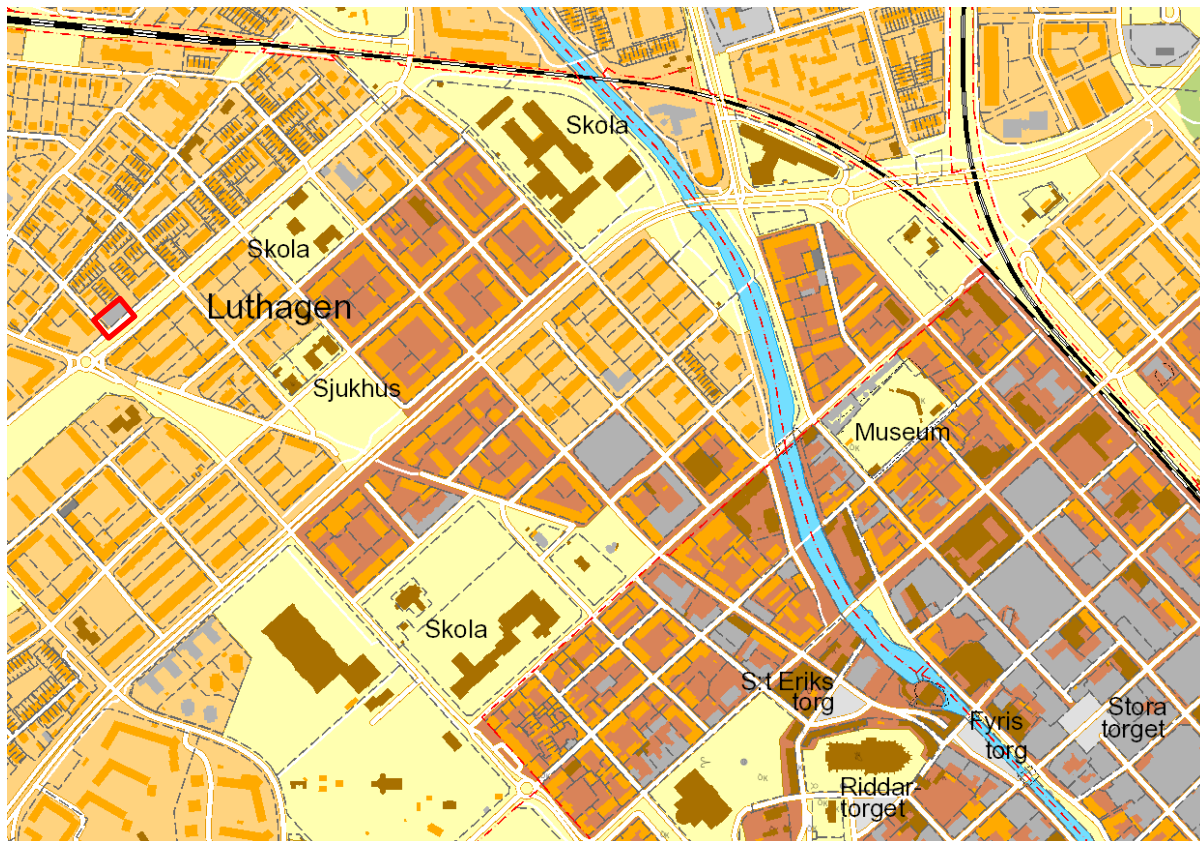 Skola
Skola
Luthagen
Sjukhus
Museum
Skola
S:t Eriks
torg
Fyris
torg
Stora
torget
Riddar-
torget